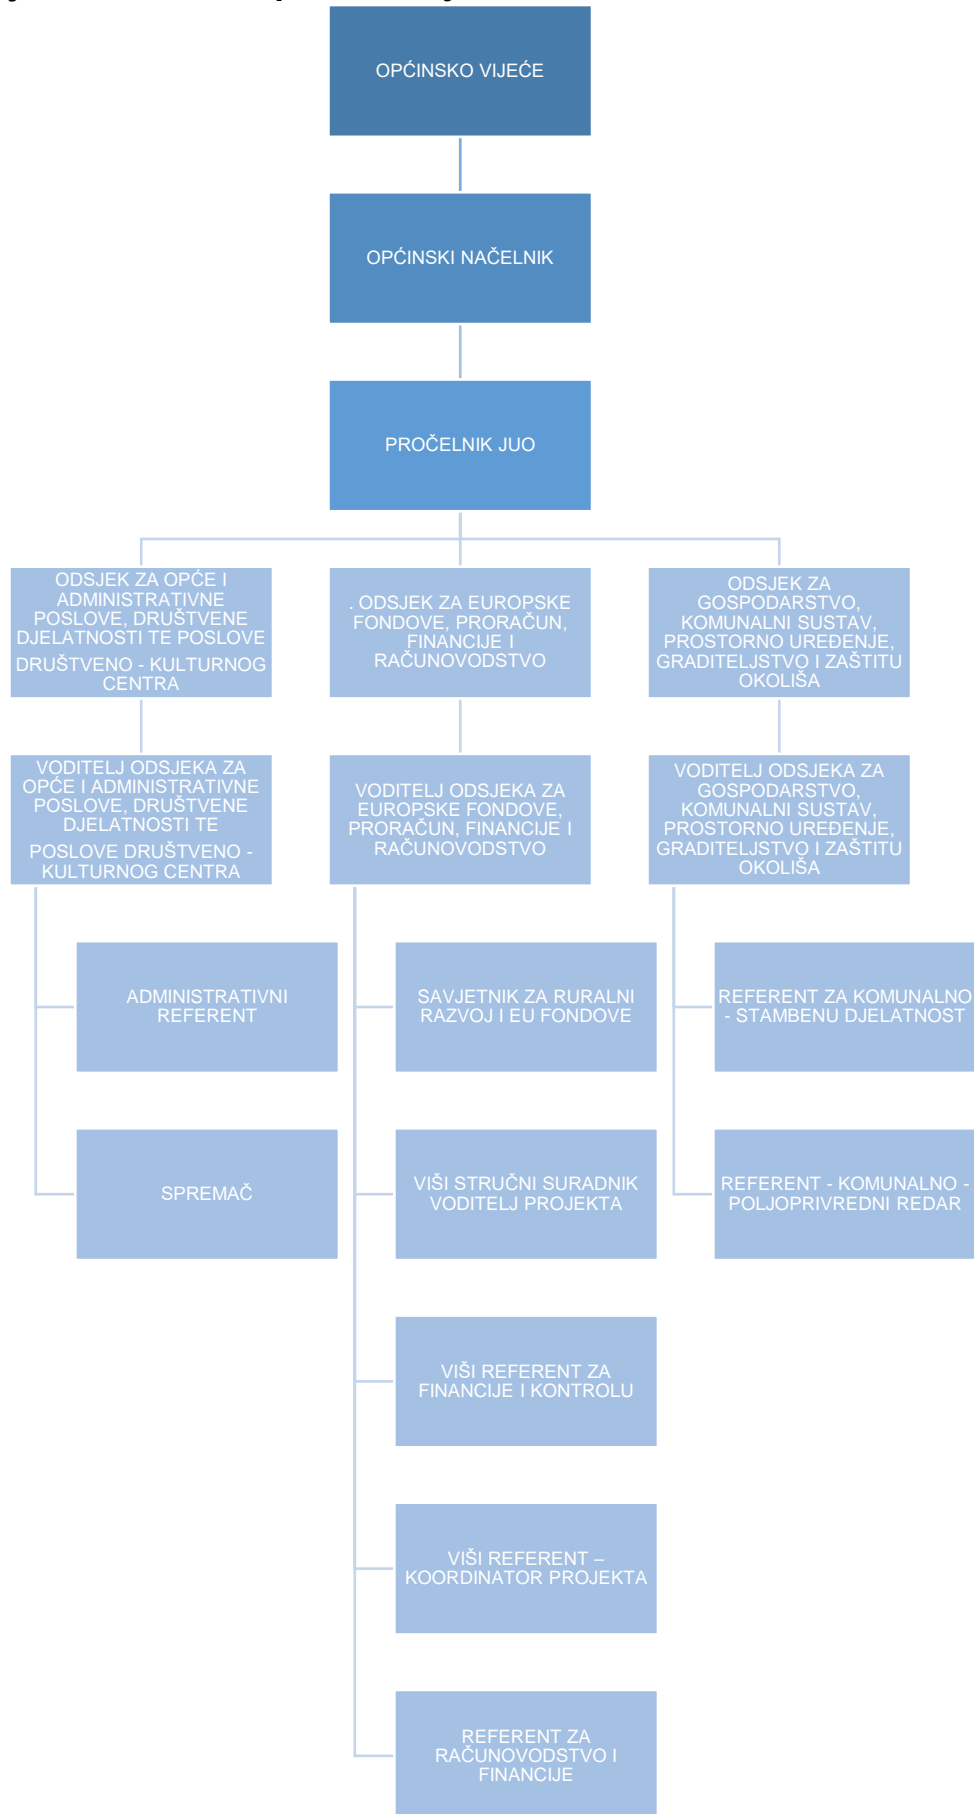 OPĆINSKO VIJEĆE
OPĆINSKI NAČELNIK
PROČELNIK JUO
ODSJEK ZA OPĆE I
ADMINISTRATIVNE
POSLOVE, DRUŠTVENE
DJELATNOSTI TE POSLOVE
DRUŠTVENO - KULTURNOG
CENTRA
. ODSJEK ZA EUROPSKE
FONDOVE, PRORAČUN,
FINANCIJE I
RAČUNOVODSTVO
ODSJEK ZA
GOSPODARSTVO,
KOMUNALNI SUSTAV,
PROSTORNO UREĐENJE,
GRADITELJSTVO I ZAŠTITU
OKOLIŠA
VODITELJ ODSJEKA ZA
OPĆE I ADMINISTRATIVNE
POSLOVE, DRUŠTVENE
DJELATNOSTI TE
POSLOVE DRUŠTVENO -
KULTURNOG CENTRA
VODITELJ ODSJEKA ZA
EUROPSKE FONDOVE,
PRORAČUN, FINANCIJE I
RAČUNOVODSTVO
VODITELJ ODSJEKA ZA
GOSPODARSTVO,
KOMUNALNI SUSTAV,
PROSTORNO UREĐENJE,
GRADITELJSTVO I ZAŠTITU
OKOLIŠA
ADMINISTRATIVNI
REFERENT
SPREMAČ
SAVJETNIK ZA RURALNI
RAZVOJ I EU FONDOVE
VIŠI STRUČNI SURADNIK
VODITELJ PROJEKTA
VIŠI REFERENT ZA
FINANCIJE I KONTROLU
VIŠI REFERENT –
KOORDINATOR PROJEKTA
REFERENT ZA
RAČUNOVODSTVO I
FINANCIJE
REFERENT ZA KOMUNALNO
- STAMBENU DJELATNOST
REFERENT - KOMUNALNO -
POLJOPRIVREDNI REDAR